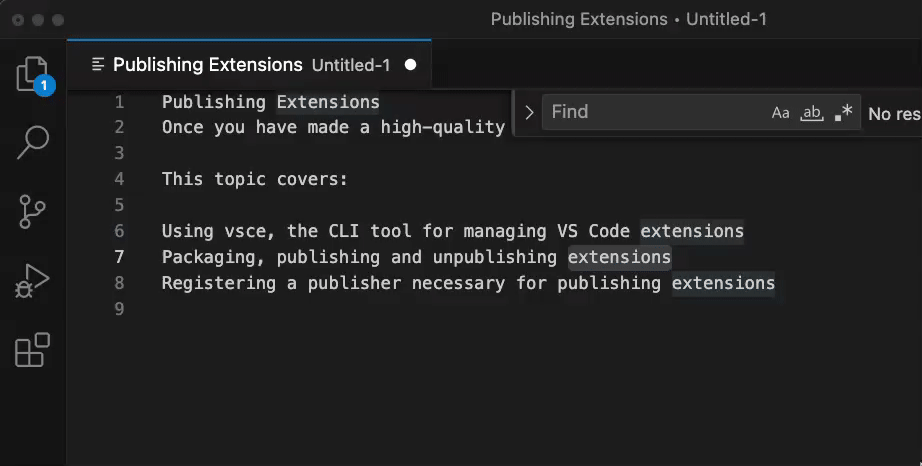 Publishing Extensions • Untitled-1
Publishing Extensions Untitled-1
1
1 Publishing Extensions
2 Once you have made a high-quality
Find Aa ab .* No res
3
4 This topic covers:
5
6 Using vsce, the CLI tool for managing VS Code extensions
7 Packaging, publishing and unpublishing extensions
8 Registering a publisher necessary for publishing extensions
9